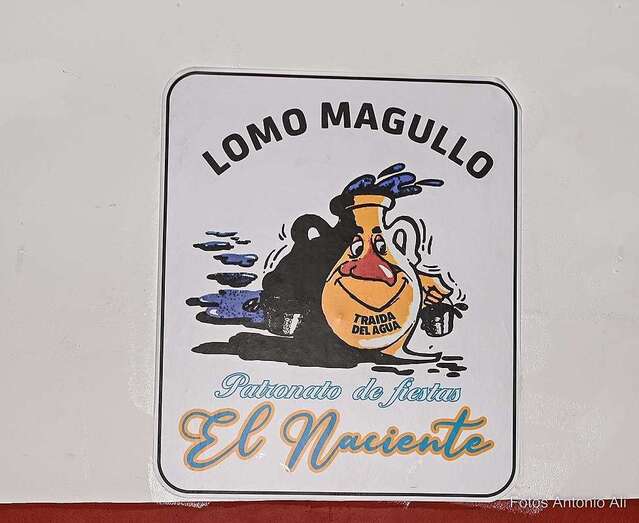 LOMO MAGULLO
TRAIDA
DEL AGUA
Patronato de fiestas
El Naciente
Fotos Antonio Ali